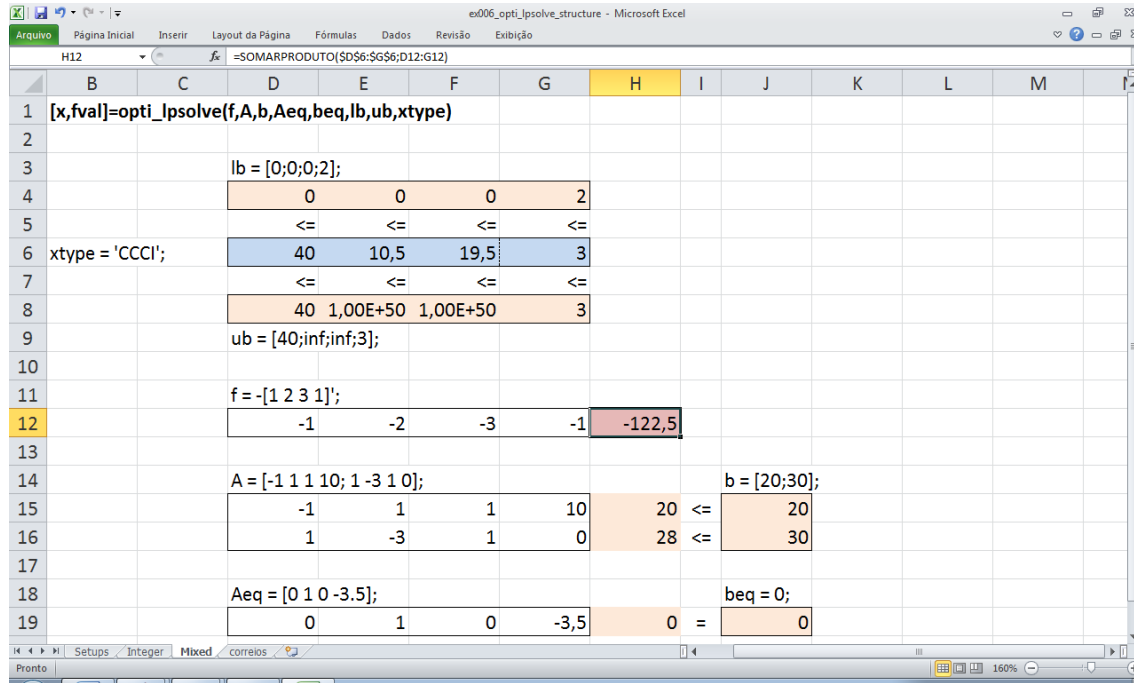 ex006_opti_lpsolve_structure - Microsoft Excel
Arquivo Página Inicial Inserir Layout da Página Fórmulas Dados Revisão Exibição
H12 fx =SOMARPRODUTO($D$6:$G$6;D12:G12)
B C D E F G H I J K L M
1 [x,fval]=opti_lpsolve(f,A,b,Aeq,beq,lb,ub,xtype)
2
3 lb = [0;0;0;2];
4 0 0 0 2
5 <= <= <= <=
6 xtype = 'CCCI'; 40 10,5 19,5 3
7 <= <= <= <=
8 40 1,00E+50 1,00E+50 3
9 ub = [40;inf;inf;3];
10
11 f = -[1 2 3 1]';
12 -1 -2 -3 -1 -122,5
13
14 A = [-1 1 1 10; 1 -3 1 0]; b = [20;30];
15 -1 1 1 10 20 <= 20
16 1 -3 1 0 28 <= 30
17
18 Aeq = [0 1 0 -3.5]; beq = 0;
19 0 1 0 -3,5 0 = 0
Setups Integer Mixed correios
Pronto 160%